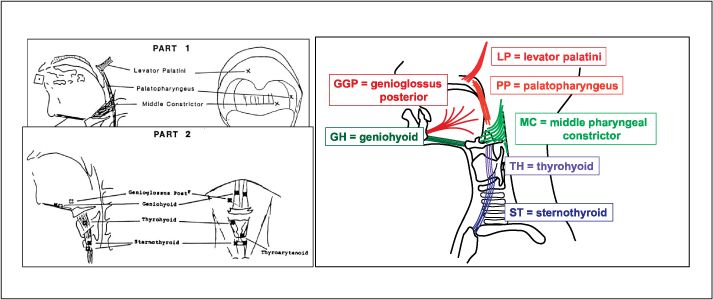 PART 1
Levator Palatini
Palatopharyngeus
Middle Constrictor
PART 2
Genioglossus Postr
Geniohyoid
Thyrohyoid
Sternothyroid
Thyroarytenoid
LP = levator palatini
GGP = genioglossus
posterior
PP = palatopharyngeus
MC = middle pharyngeal
constrictor
GH = geniohyoid
TH = thyrohyoid
ST = sternothyroid